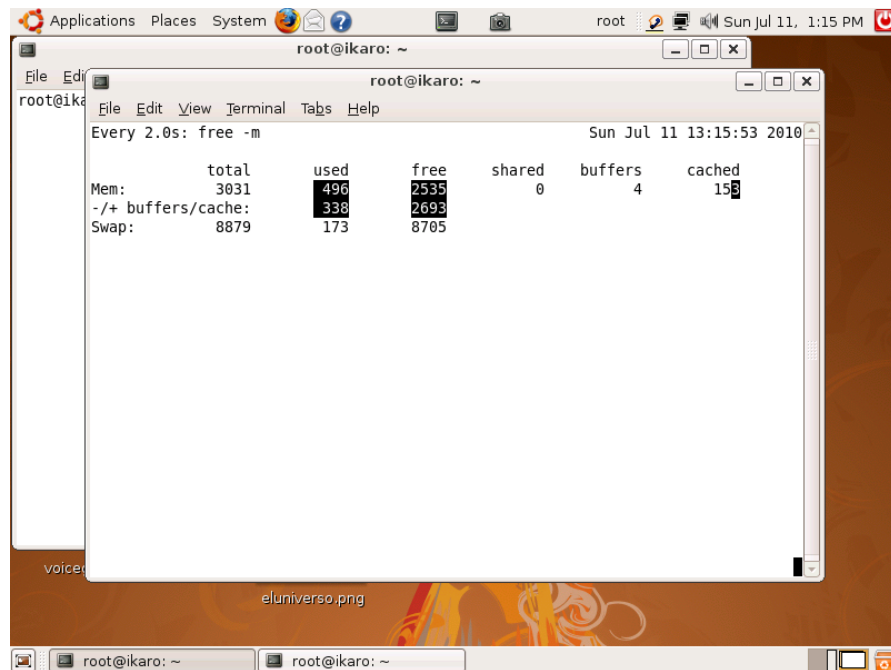 Applications Places System root Sun Jul 11, 1:15 PM
root@ikaro: ~
File Edi
root@ika
root@ikaro: ~
File Edit View Terminal Tabs Help
Every 2.0s: free -m Sun Jul 11 13:15:53 2010
total used free shared buffers cached
Mem: 3031 496 2535 0 4 153
-/+ buffers/cache: 338 2693
Swap: 8879 173 8705
voice
eluniverso.png
root@ikaro: ~ root@ikaro: ~